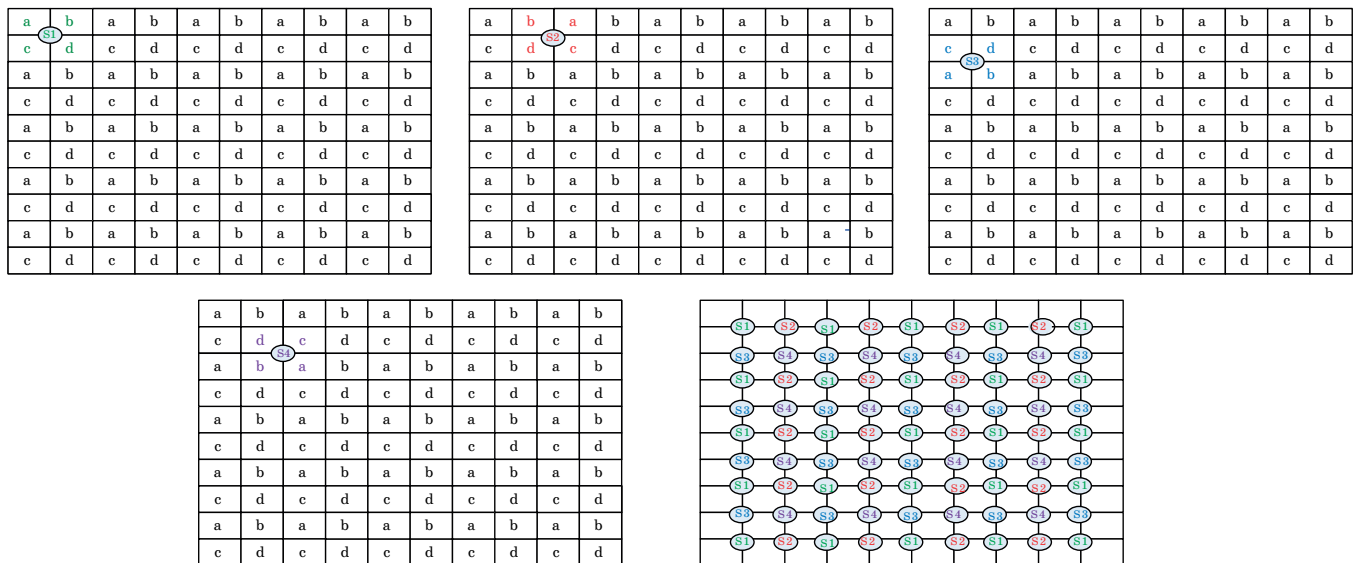 a b a b a b a b a b
S1
c d c d c d c d c d
a b a b a b a b a b
c d c d c d c d c d
a b a b a b a b a b
c d c d c d c d c d
a b a b a b a b a b
c d c d c d c d c d
a b a b a b a b a b
c d c d c d c d c d
a b a b a b a b a b
S2
c d c d c d c d c d
a b a b a b a b a b
c d c d c d c d c d
a b a b a b a b a b
c d c d c d c d c d
a b a b a b a b a b
c d c d c d c d c d
a b a b a b a b a b
c d c d c d c d c d
a b a b a b a b a b
c d c d c d c d c d
S3
a b a b a b a b a b
c d c d c d c d c d
a b a b a b a b a b
c d c d c d c d c d
a b a b a b a b a b
c d c d c d c d c d
a b a b a b a b a b
c d c d c d c d c d
a b a b a b a b a b
c d c d c d c d c d
S4
a b a b a b a b a b
c d c d c d c d c d
a b a b a b a b a b
c d c d c d c d c d
a b a b a b a b a b
c d c d c d c d c d
a b a b a b a b a b
c d c d c d c d c d
S1 S2 S1 S2 S1 S2 S1 S2 S1
S3 S4 S3 S4 S3 S4 S3 S4 S3
S1 S2 S1 S2 S1 S2 S1 S2 S1
S3 S4 S3 S4 S3 S4 S3 S4 S3
S1 S2 S1 S2 S1 S2 S1 S2 S1
S3 S4 S3 S4 S3 S4 S3 S4 S3
S1 S2 S1 S2 S1 S2 S1 S2 S1
S3 S4 S3 S4 S3 S4 S3 S4 S3
S1 S2 S1 S2 S1 S2 S1 S2 S1